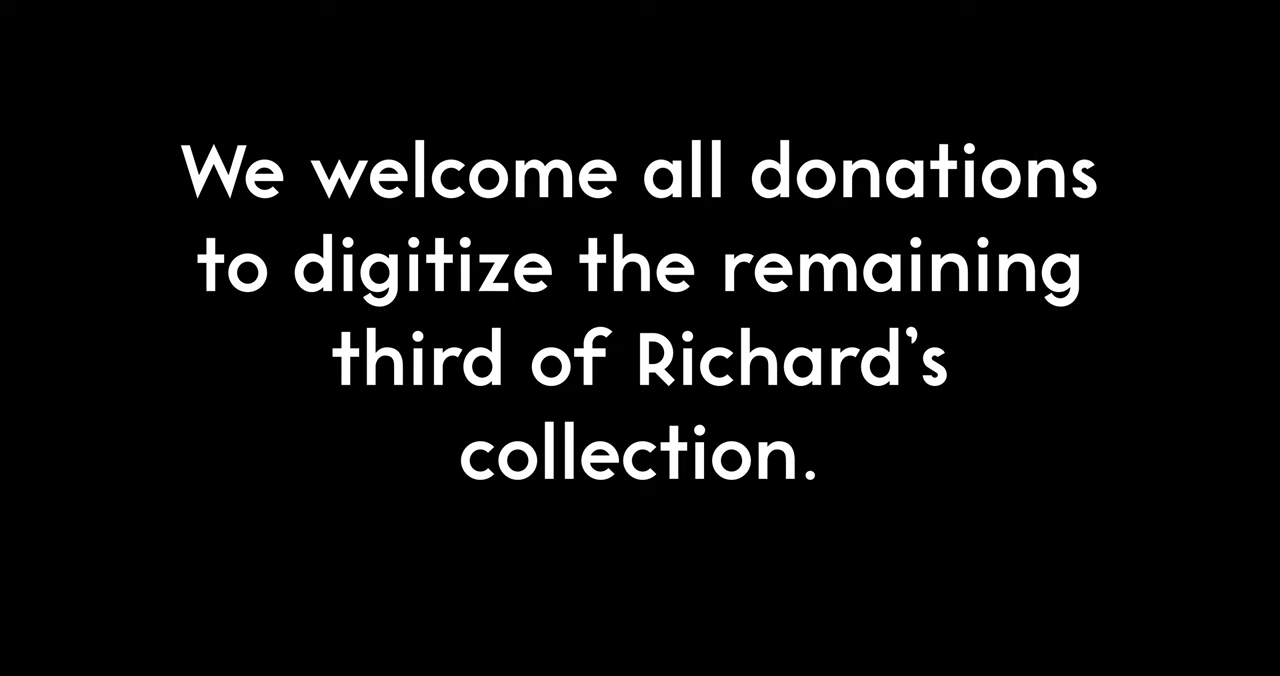 We welcome all donations
to digitize the remaining
third of Richard’s
collection.